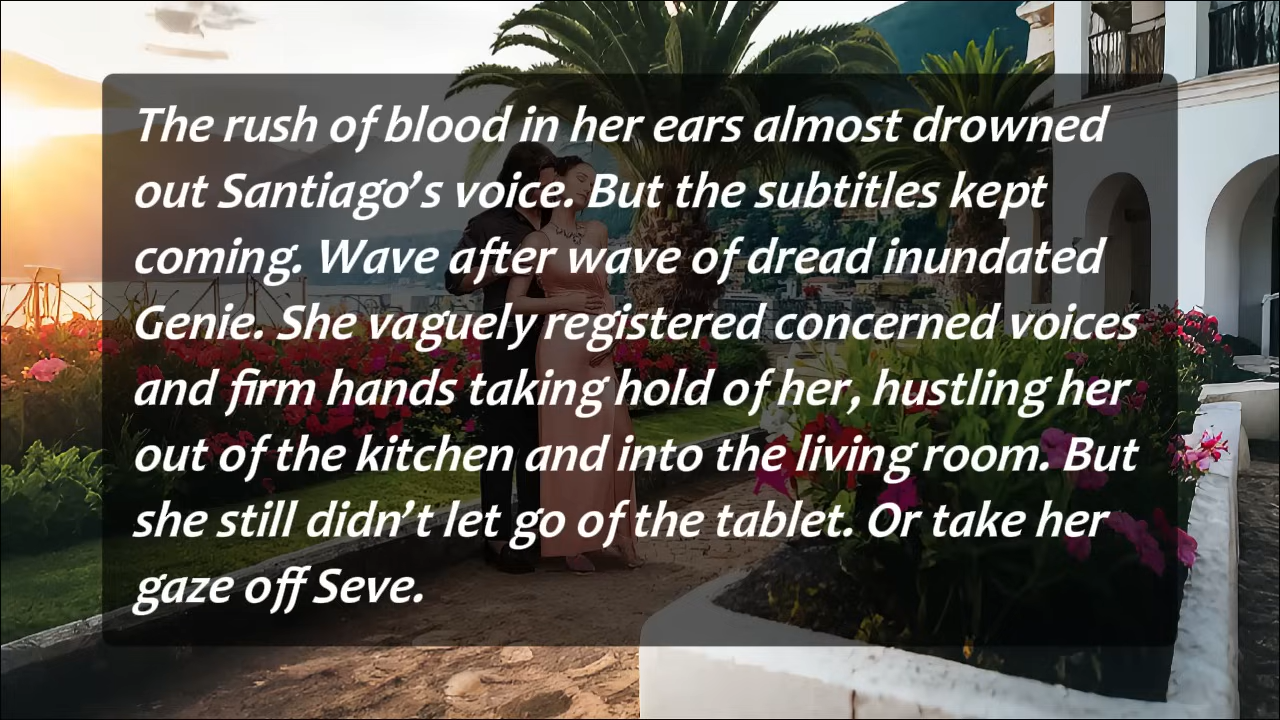 The rush of blood in her ears almost drowned
out Santiago’s voice. But the subtitles kept
coming. Wave after wave of dread inundated
Genie. She vaguely registered concerned voices
and firm hands taking hold of her, hustling her
out of the kitchen and into the living room. But
she still didn’t let go of the tablet. Or take her
gaze off Seve.